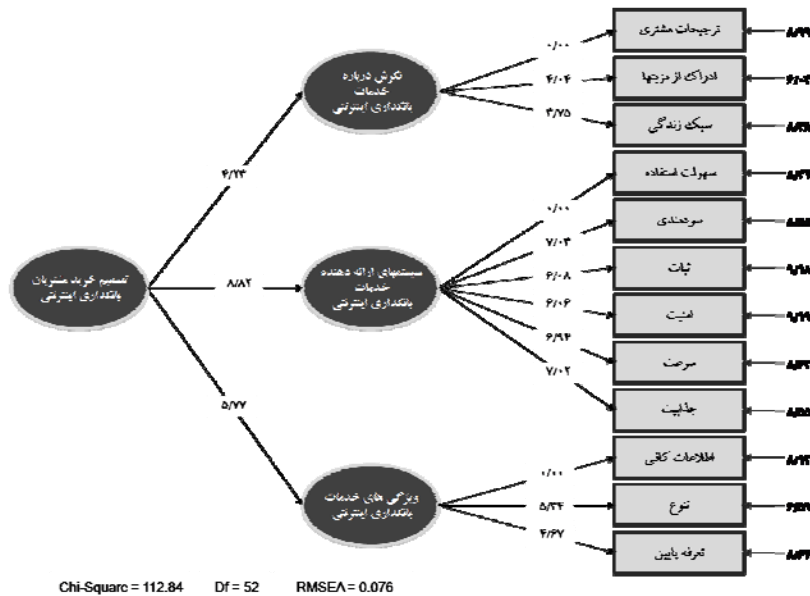 ترجیحات مشتری
ادراک از مزیتها
سبک زندگی
سهولت استفاده
سودمندی
ثبات
امنیت
سرعت
جذابیت
اطلاعات کافی
تنوع
تعرفه پایین
نگرش درباره
خدمات
بانکداری اینترنتی
سیستمهای ارائه دهنده
خدمات
بانکداری اینترنتی
ویژگی های خدمات
بانکداری اینترنتی
تصمیم خرید مشتریان
بانکداری اینترنتی
۰/۰۰
۴/۰۴
۳/۷۵
۰/۰۰
۷/۰۳
۶/۰۸
۶/۰۶
۶/۹۴
۷/۰۲
۰/۰۰
۵/۳۴
۴/۶۷
۸/۸۲
۵/۷۷
Chi-Square = 112.84 Df = 52 RMSEA = 0.076